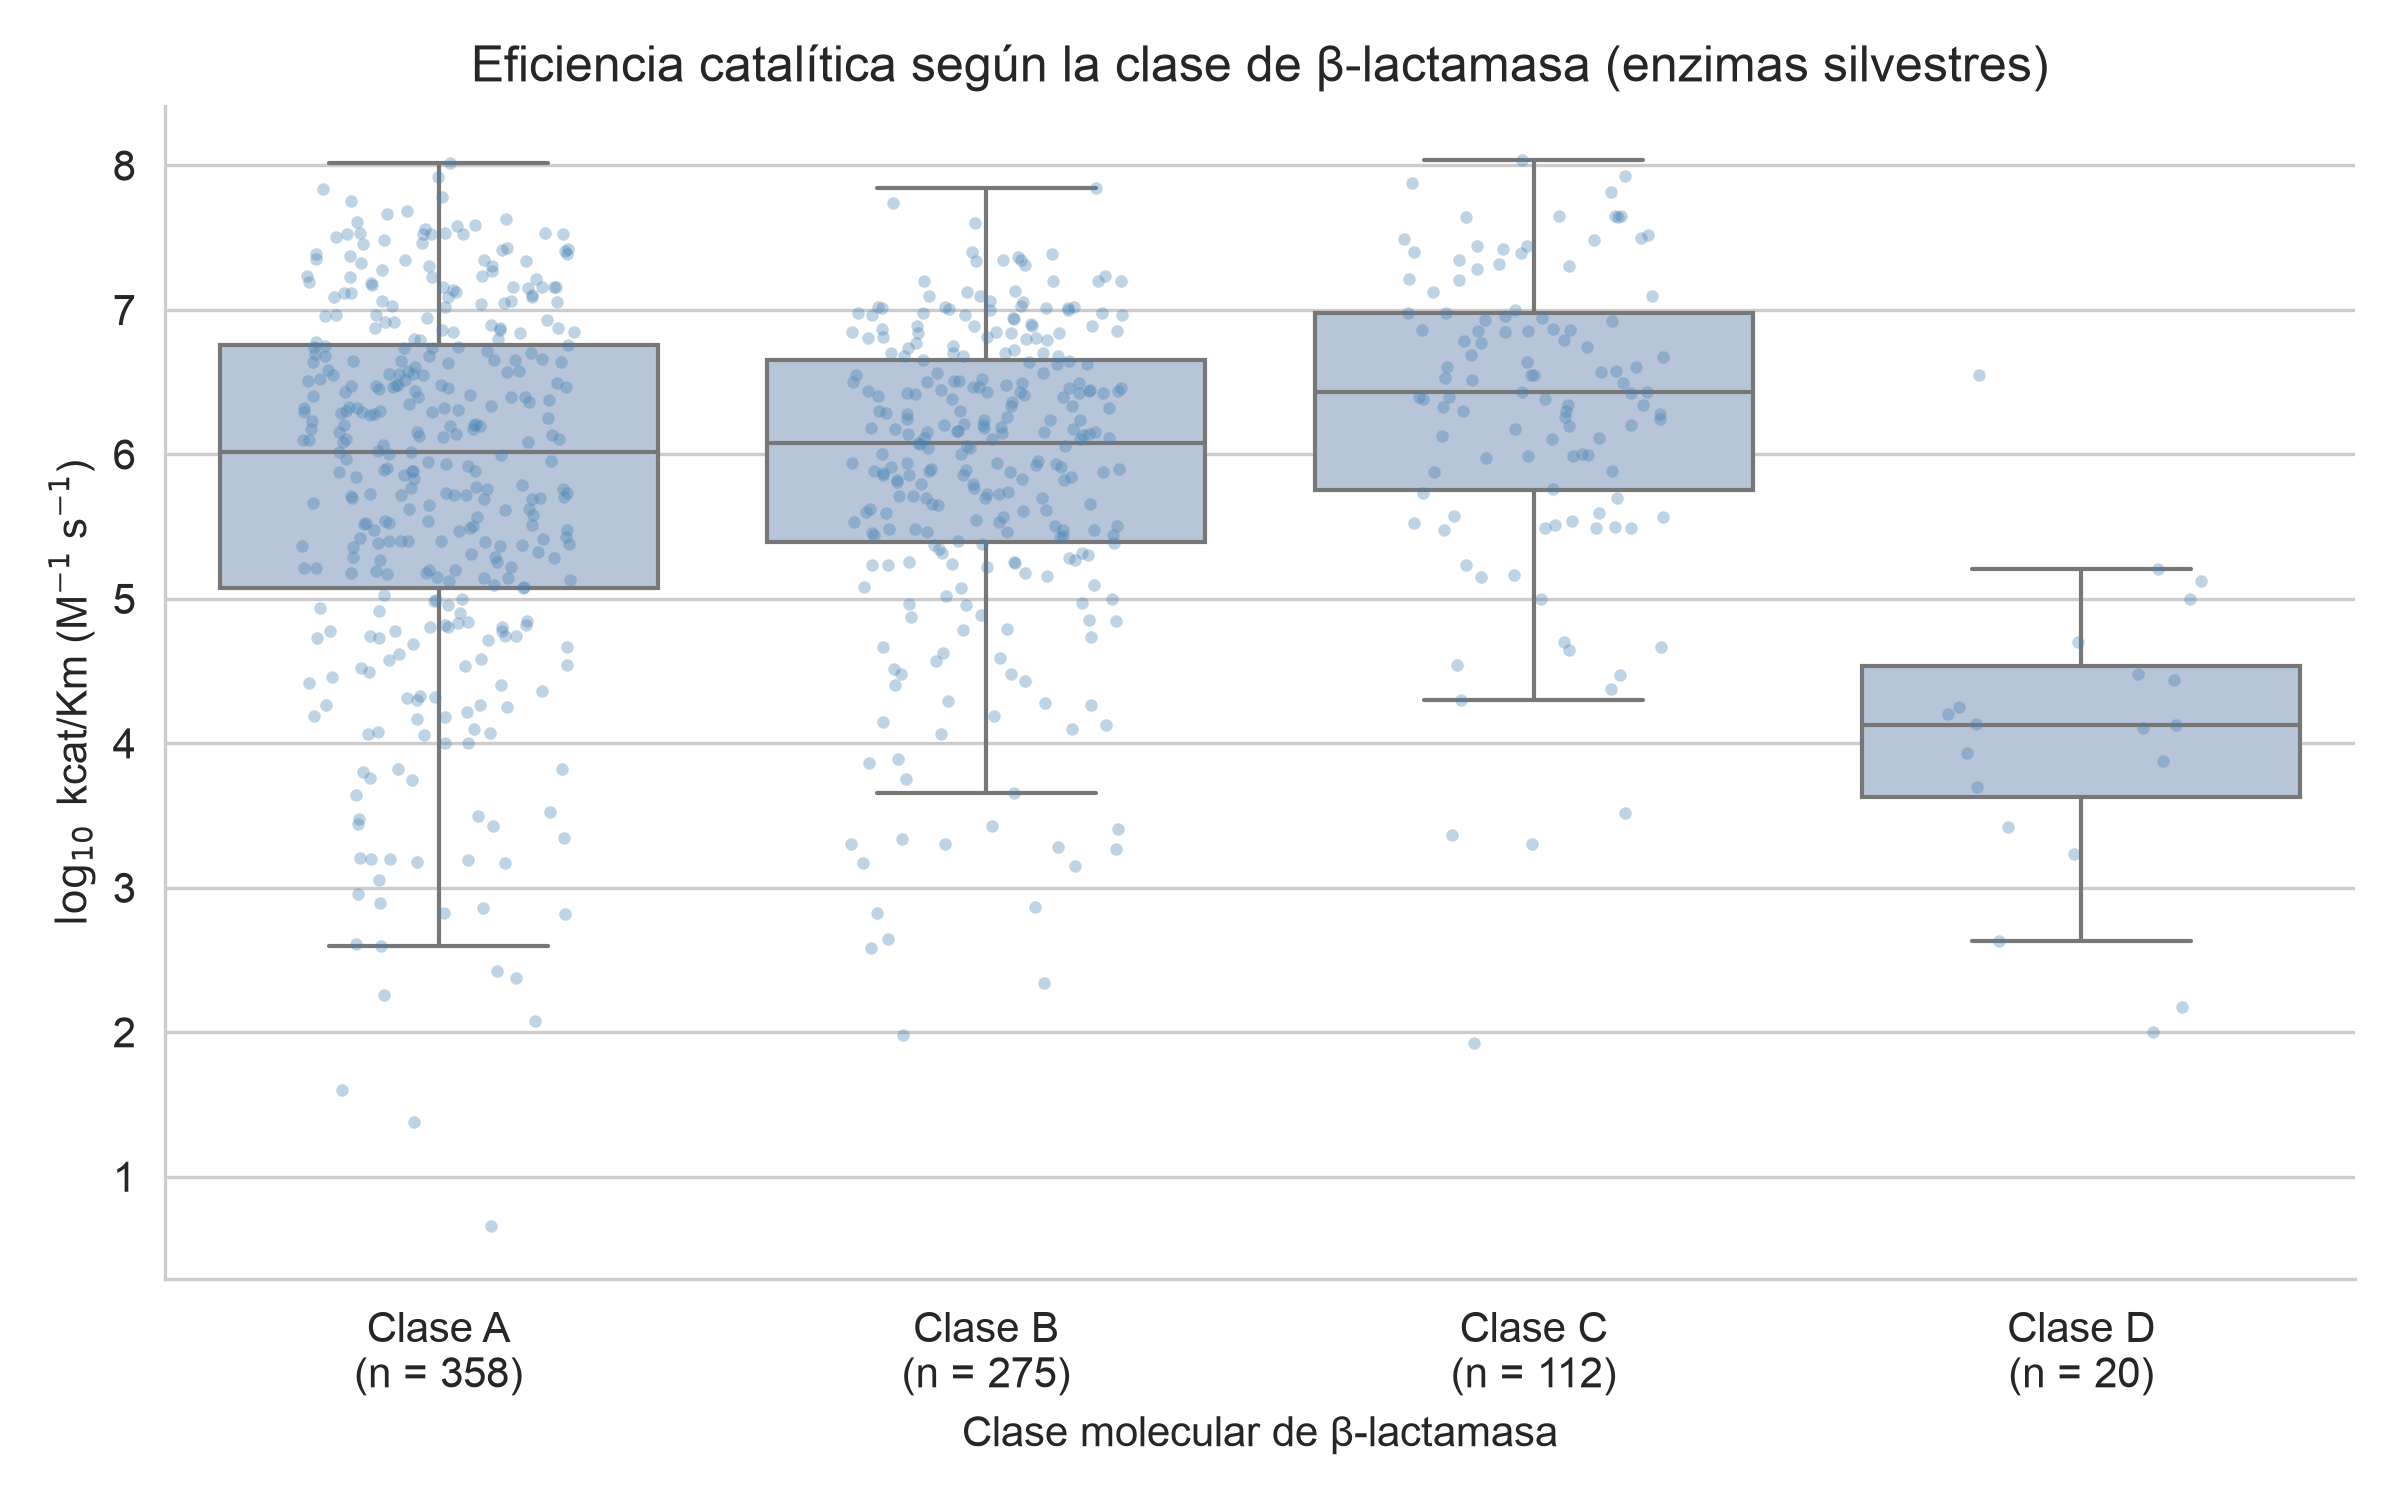 Eficiencia catalítica según la clase de β-lactamasa (enzimas silvestres)
log₁₀ kcat/Km (M⁻¹ s⁻¹)
8
7
6
5
4
3
2
1
Clase A
(n = 358)
Clase B
(n = 275)
Clase C
(n = 112)
Clase D
(n = 20)
Clase molecular de β-lactamasa